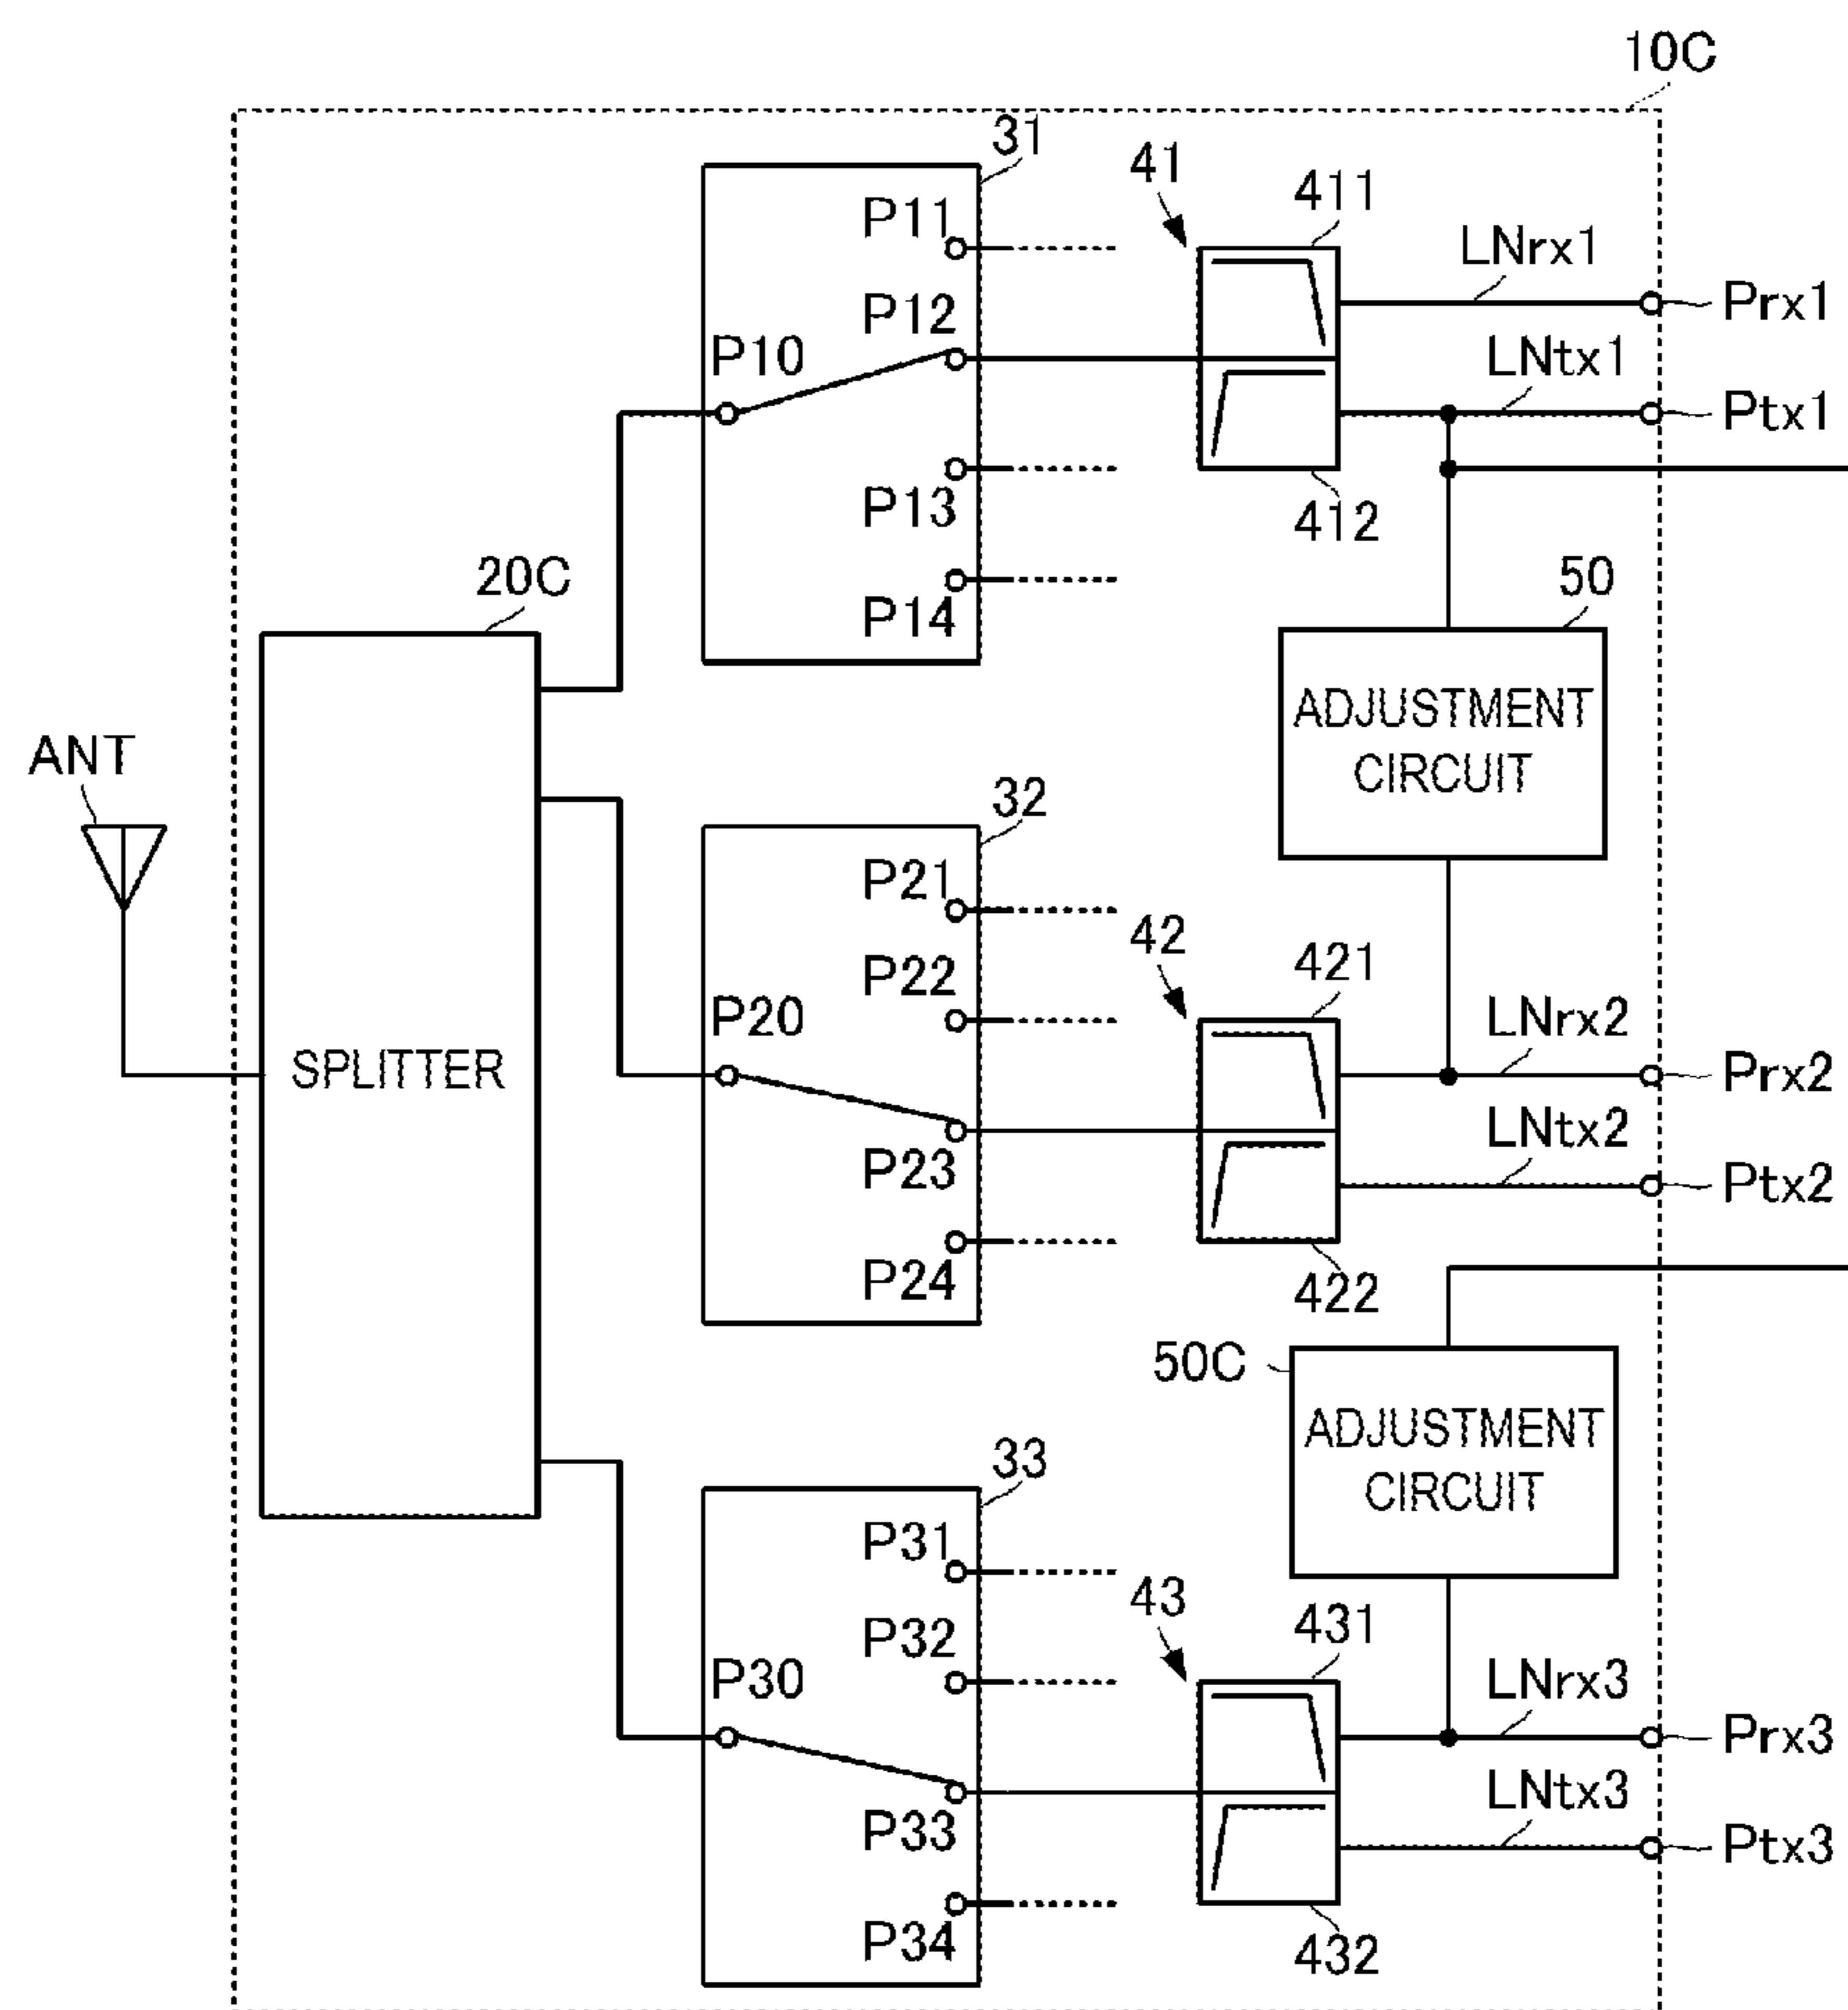 10C
31
P11
P12
P10
P13
P14
41
411
412
LNrx1
Prx1
LNtx1
Ptx1
20C
SPLITTER
ANT
50
ADJUSTMENT
CIRCUIT
32
P21
P22
P20
P23
P24
42
421
422
LNrx2
Prx2
LNtx2
Ptx2
50C
ADJUSTMENT
CIRCUIT
33
P31
P32
P30
P33
P34
43
431
432
LNrx3
Prx3
LNtx3
Ptx3